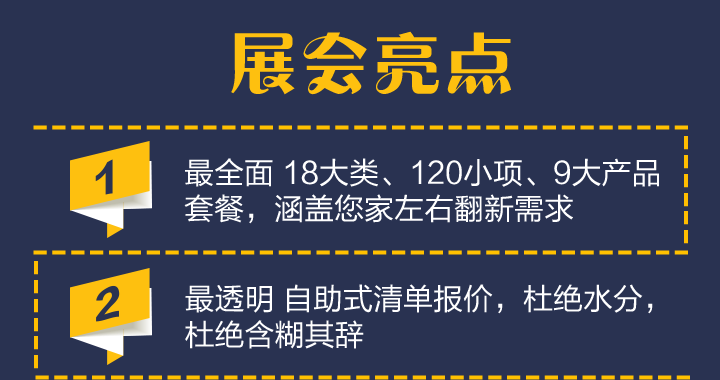 展会亮点
1
最全面 18大类、120小项、9大产品
套餐，涵盖您家左右翻新需求
2
最透明 自助式清单报价，杜绝水分，
杜绝含糊其辞